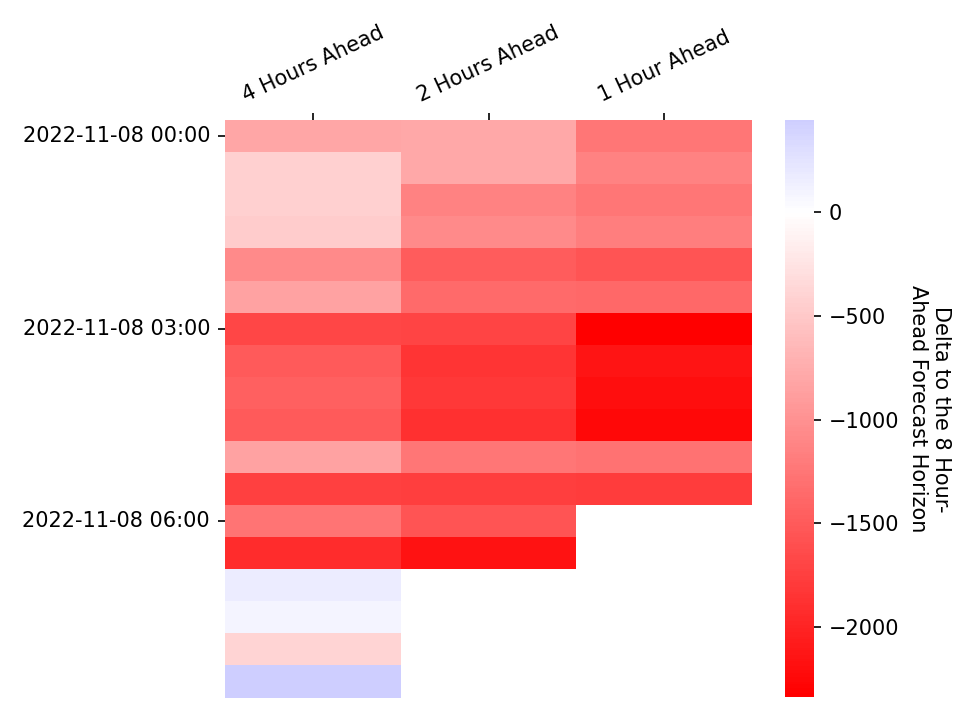 4 Hours Ahead
2 Hours Ahead
1 Hour Ahead
2022-11-08 00:00
2022-11-08 03:00
2022-11-08 06:00
0
−500
−1000
−1500
−2000
Delta to the 8 Hour-
Ahead Forecast Horizon